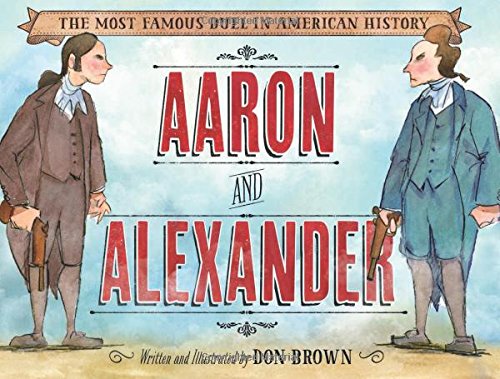 THE MOST FAMOUS DUEL IN AMERICAN HISTORY
AARON
AND
ALEXANDER
Written and Illustrated by DON BROWN